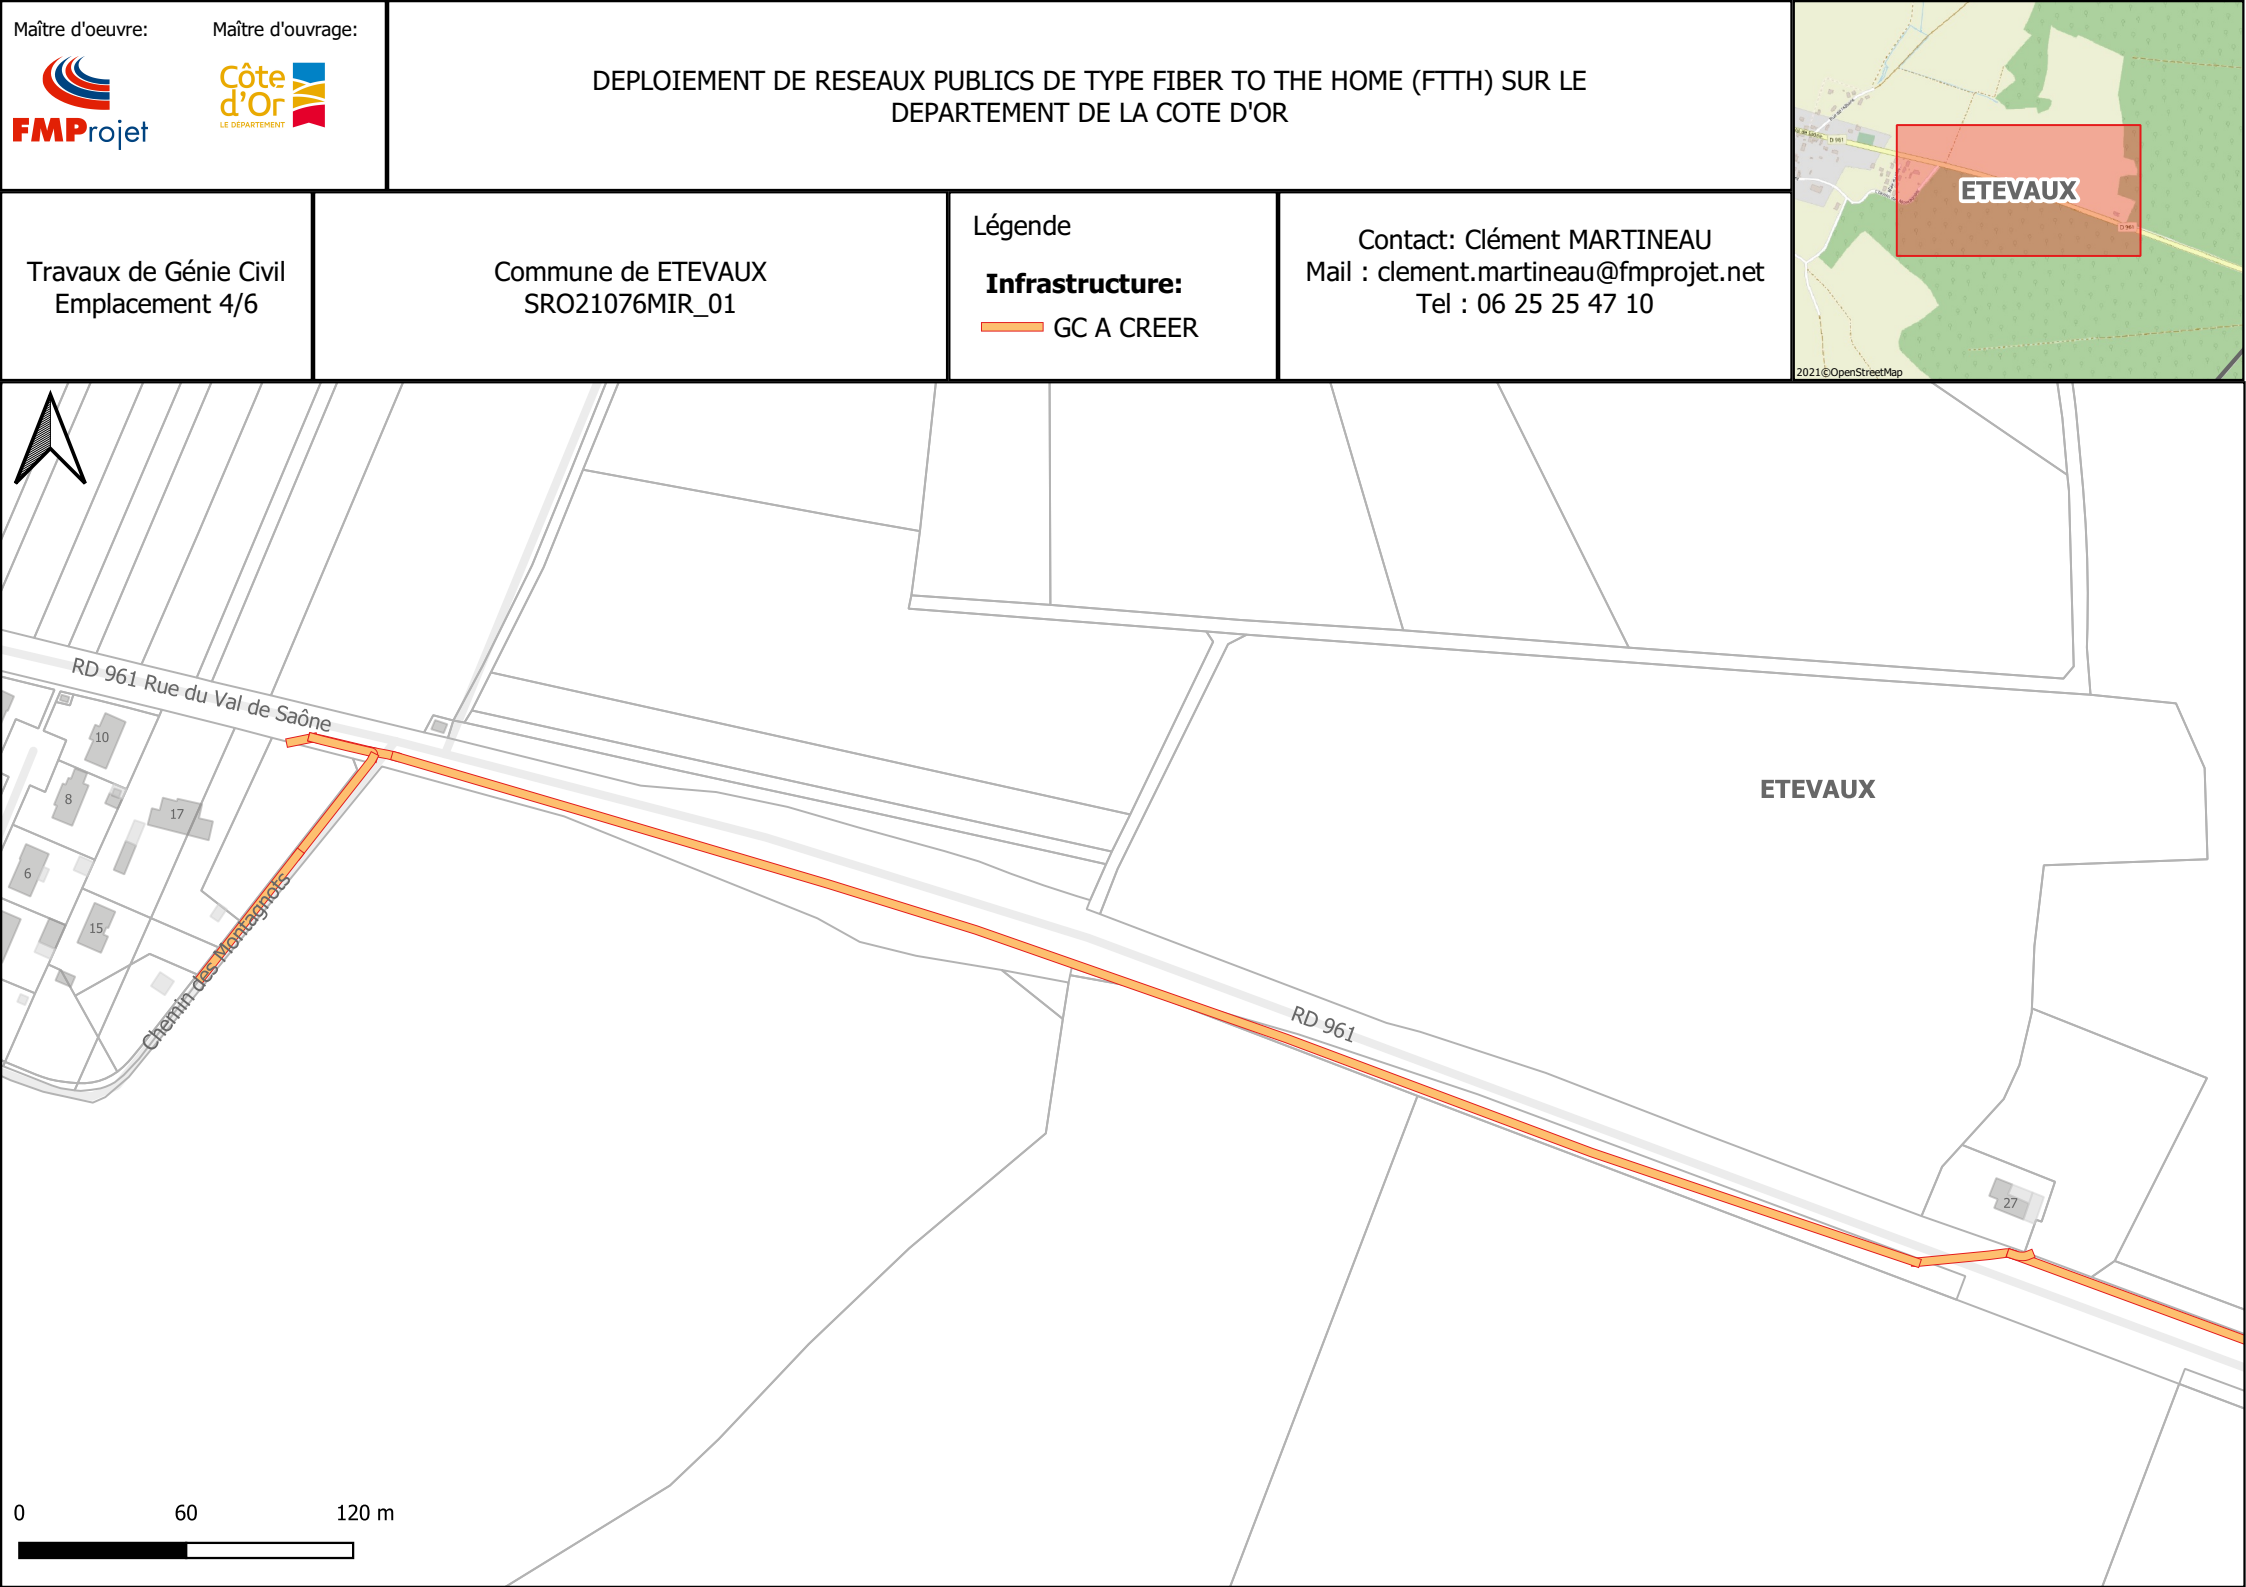 Maître d'oeuvre:
Maître d'ouvrage:
FMProjet
Côte
d'Or
LE DÉPARTEMENT
DEPLOIEMENT DE RESEAUX PUBLICS DE TYPE FIBER TO THE HOME (FTTH) SUR LE
DEPARTEMENT DE LA COTE D'OR
D 961
ETEVAUX
D 961
2021©OpenStreetMap
Travaux de Génie Civil
Emplacement 4/6
Commune de ETEVAUX
SRO21076MIR_01
Légende
Infrastructure:
GC A CREER
Contact: Clément MARTINEAU
Mail : clement.martineau@fmprojet.net
Tel : 06 25 25 47 10
RD 961 Rue du Val de Saône
10
8
17
6
15
Chemin des Montagnots
ETEVAUX
RD 961
27
0 60 120 m